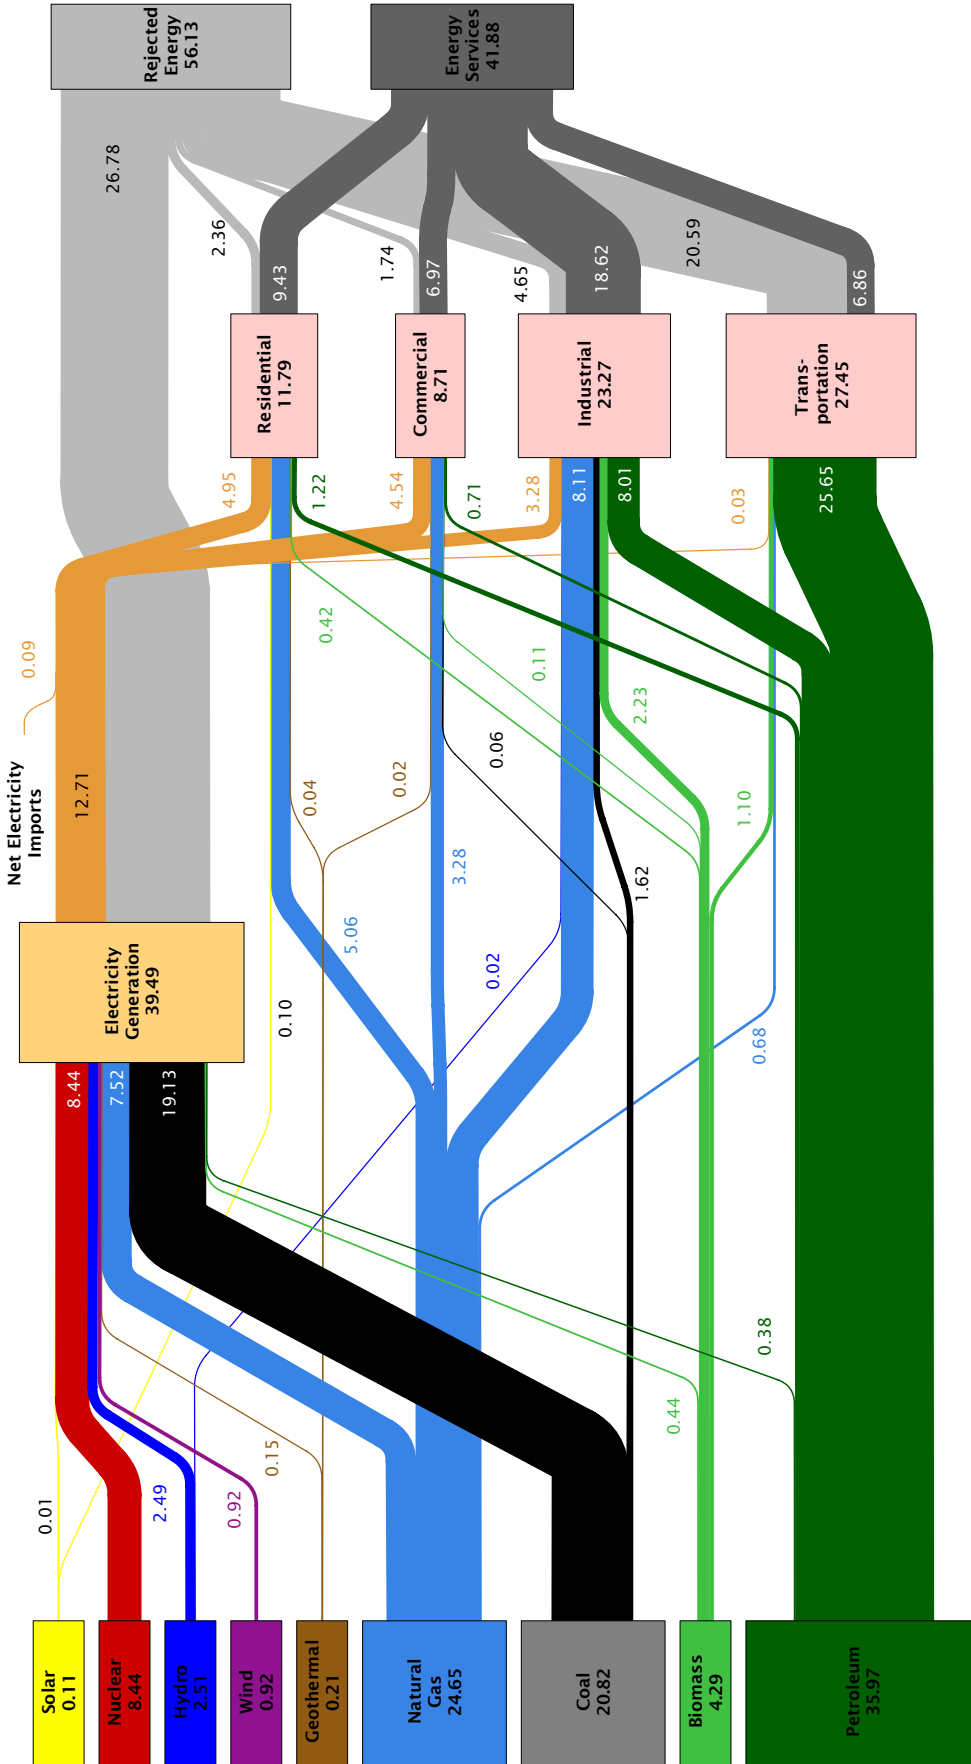 Solar
0.11
Nuclear
8.44
Hydro
2.51
Wind
0.92
Geothermal
0.21
Natural
Gas
24.65
Coal
20.82
Biomass
4.29
Petroleum
35.97
0.01
2.49
0.92
0.15
0.44
0.38
8.44
7.52
19.13
0.10
0.02
0.68
Electricity
Generation
39.49
Net Electricity
Imports
0.09
12.71
5.06
3.28
0.04
0.02
0.06
1.62
1.10
0.42
0.11
2.23
4.95
1.22
4.54
0.71
3.28
8.11
8.01
0.03
25.65
Residential
11.79
Commercial
8.71
Industrial
23.27
Trans-
portation
27.45
26.78
2.36
9.43
1.74
6.97
4.65
18.62
20.59
6.86
Rejected
Energy
56.13
Energy
Services
41.88